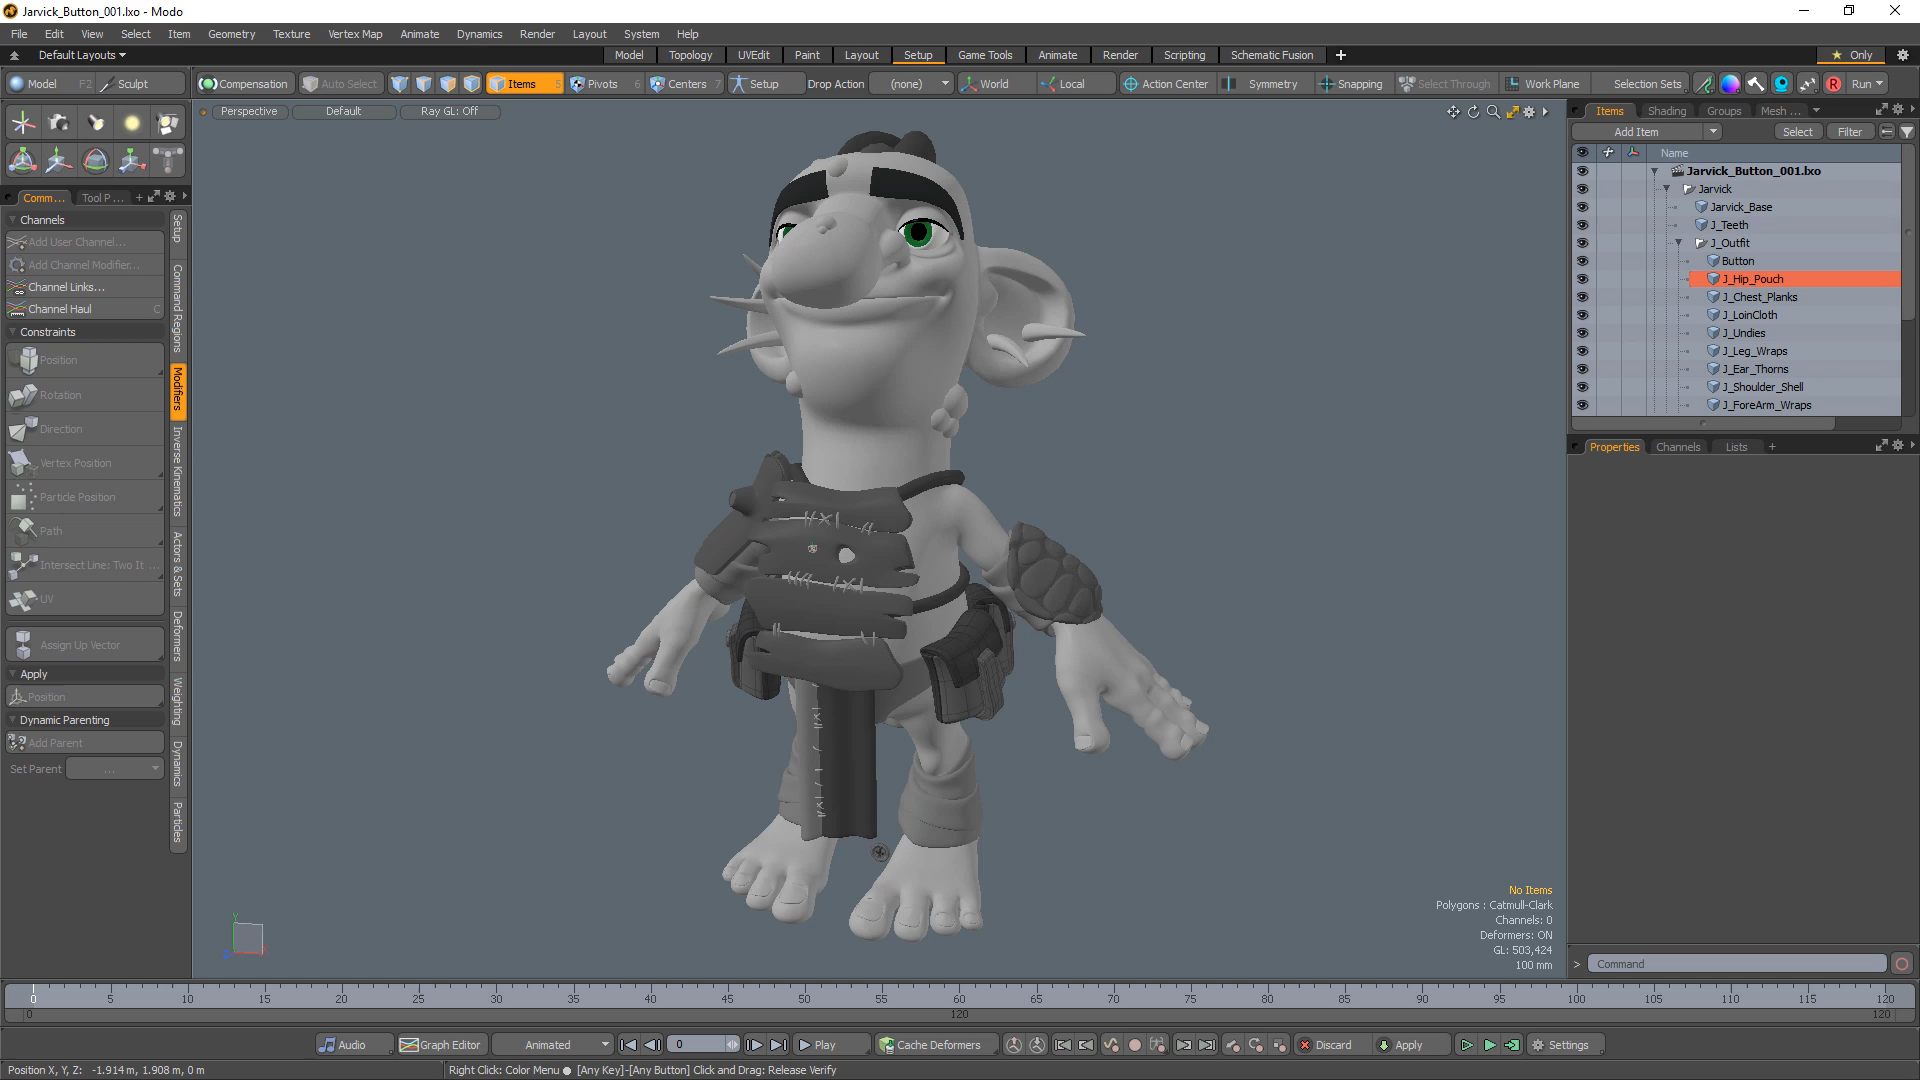 Jarvick_Button_001.lxo - Modo
File Edit View Select Item Geometry Texture Vertex Map Animate Dynamics Render Layout System Help
Default Layouts Model Topology UVEdit Paint Layout Setup Game Tools Animate Render Scripting Schematic Fusion Only
Model F2 Sculpt Compensation Auto Select Items 5 Pivots 6 Centers 7 Setup Drop Action (none) World Local Action Center Symmetry Snapping Select Through Work Plane Selection Sets Run
Perspective Default Ray GL: Off
Items Shading Groups Mesh ...
Add Item Select Filter
Name
Jarvick_Button_001.lxo
Jarvick
Jarvick_Base
J_Teeth
J_Outfit
Button
J_Hip_Pouch
J_Chest_Planks
J_LoinCloth
J_Undies
J_Leg_Wraps
J_Ear_Thorns
J_Shoulder_Shell
J_ForeArm_Wraps
Properties Channels Lists
Comm... Tool P...
Channels
Add User Channel...
Add Channel Modifier...
Channel Links...
Channel Haul C
Constraints
Position
Rotation
Direction
Vertex Position
Particle Position
Path
Intersect Line: Two It ...
UV
Assign Up Vector
Apply
Position
Dynamic Parenting
Add Parent
Set Parent ...
Setup
Command Regions
Modifiers
Inverse Kinematics
Actors & Sets
Deformers
Weighting
Dynamics
Particles
No Items
Polygons : Catmull-Clark
Channels: 0
Deformers: ON
GL: 503,424
100 mm
Y
> Command
0 5 10 15 20 25 30 35 40 45 50 55 60 65 70 75 80 85 90 95 100 105 110 115 120
0 120 120
Audio Graph Editor Animated 0 Play Cache Deformers Discard Apply Settings
Position X, Y, Z: -1.914 m, 1.908 m, 0 m Right Click: Color Menu ● [Any Key]-[Any Button] Click and Drag: Release Verify